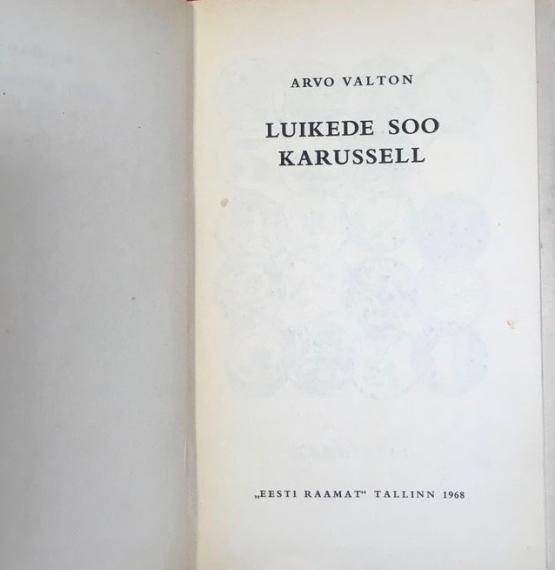 ARVO VALTON
LUIKEDE SOO
KARUSSELL
„EESTI RAAMAT“ TALLINN 1968